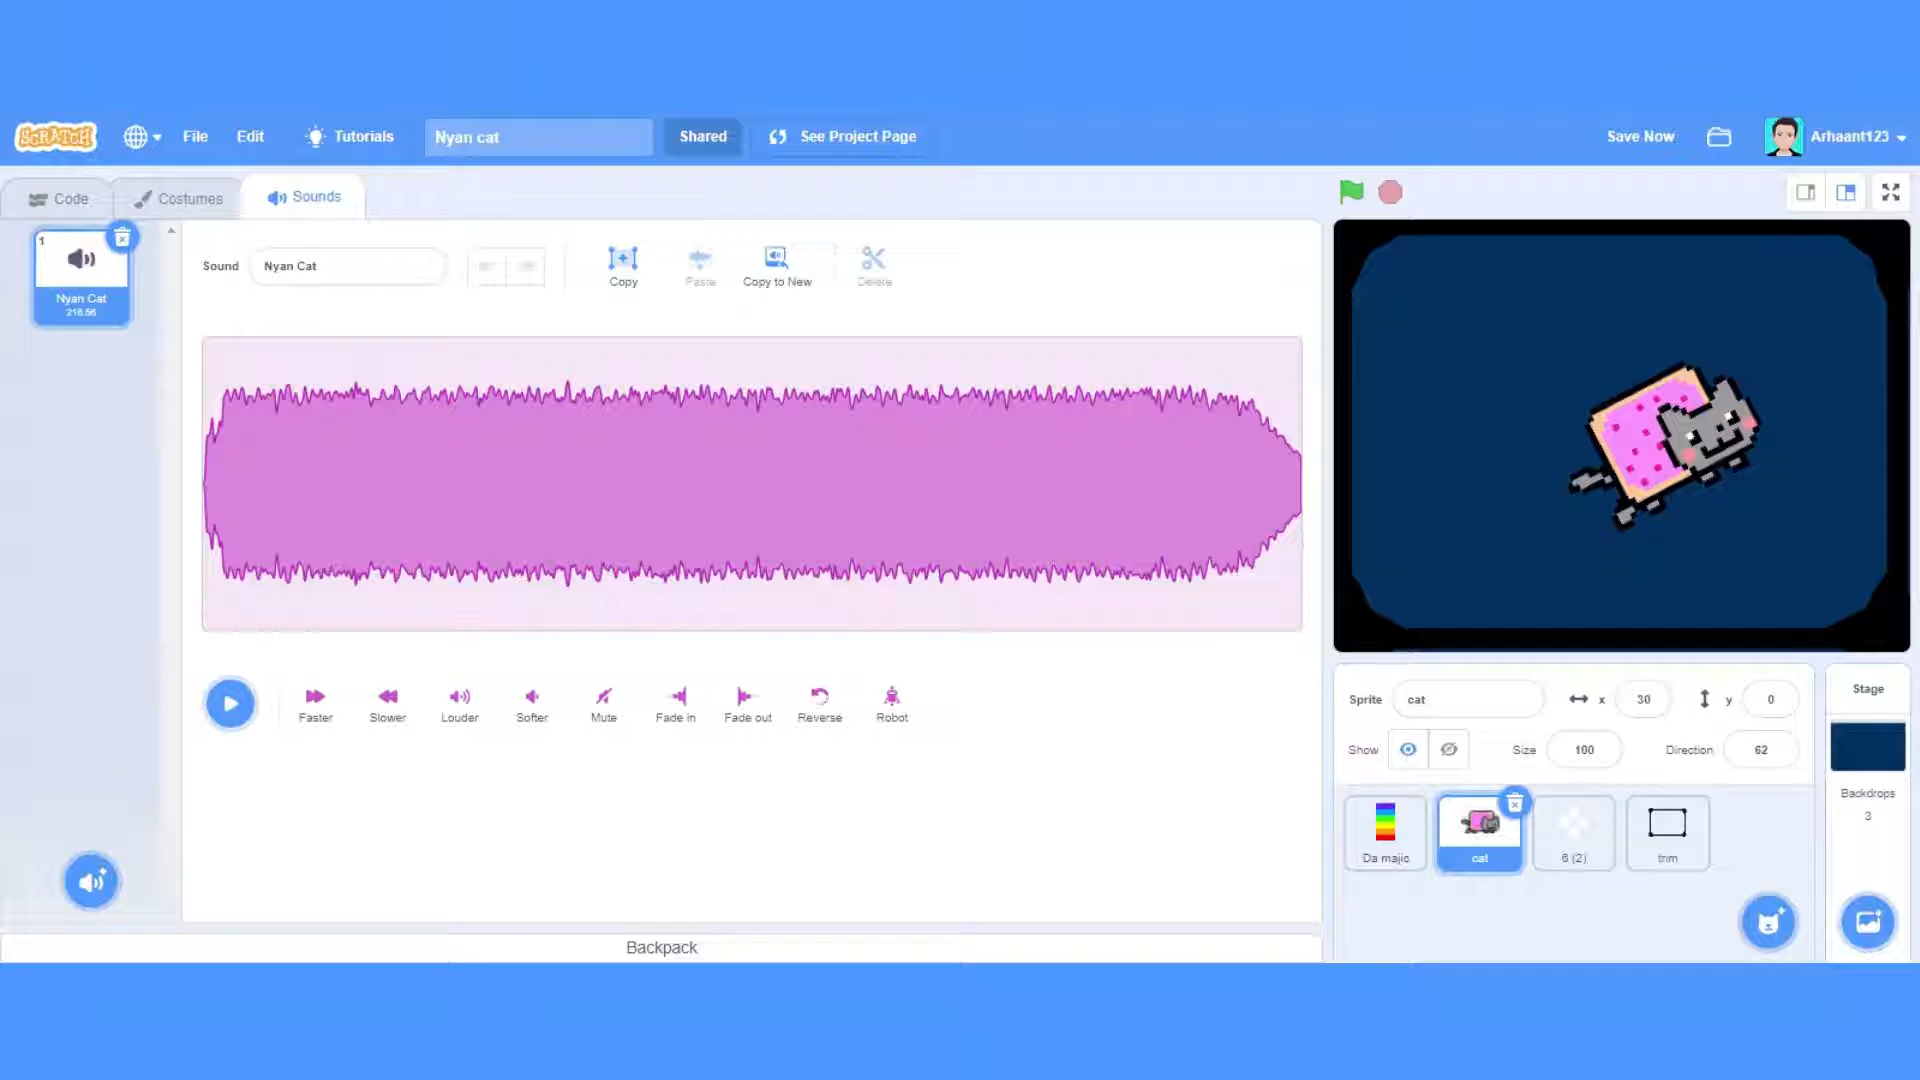 SCRATCH
File
Edit
Tutorials
Nyan cat
Shared
See Project Page
Save Now
Arhaant123
Code
Costumes
Sounds
1
Nyan Cat
216.56
Sound
Nyan Cat
Copy
Paste
Copy to New
Delete
Faster
Slower
Louder
Softer
Mute
Fade in
Fade out
Reverse
Robot
Backpack
Sprite
cat
x
30
y
0
Show
Size
100
Direction
62
Da majic
cat
6 (2)
trim
Stage
Backdrops
3